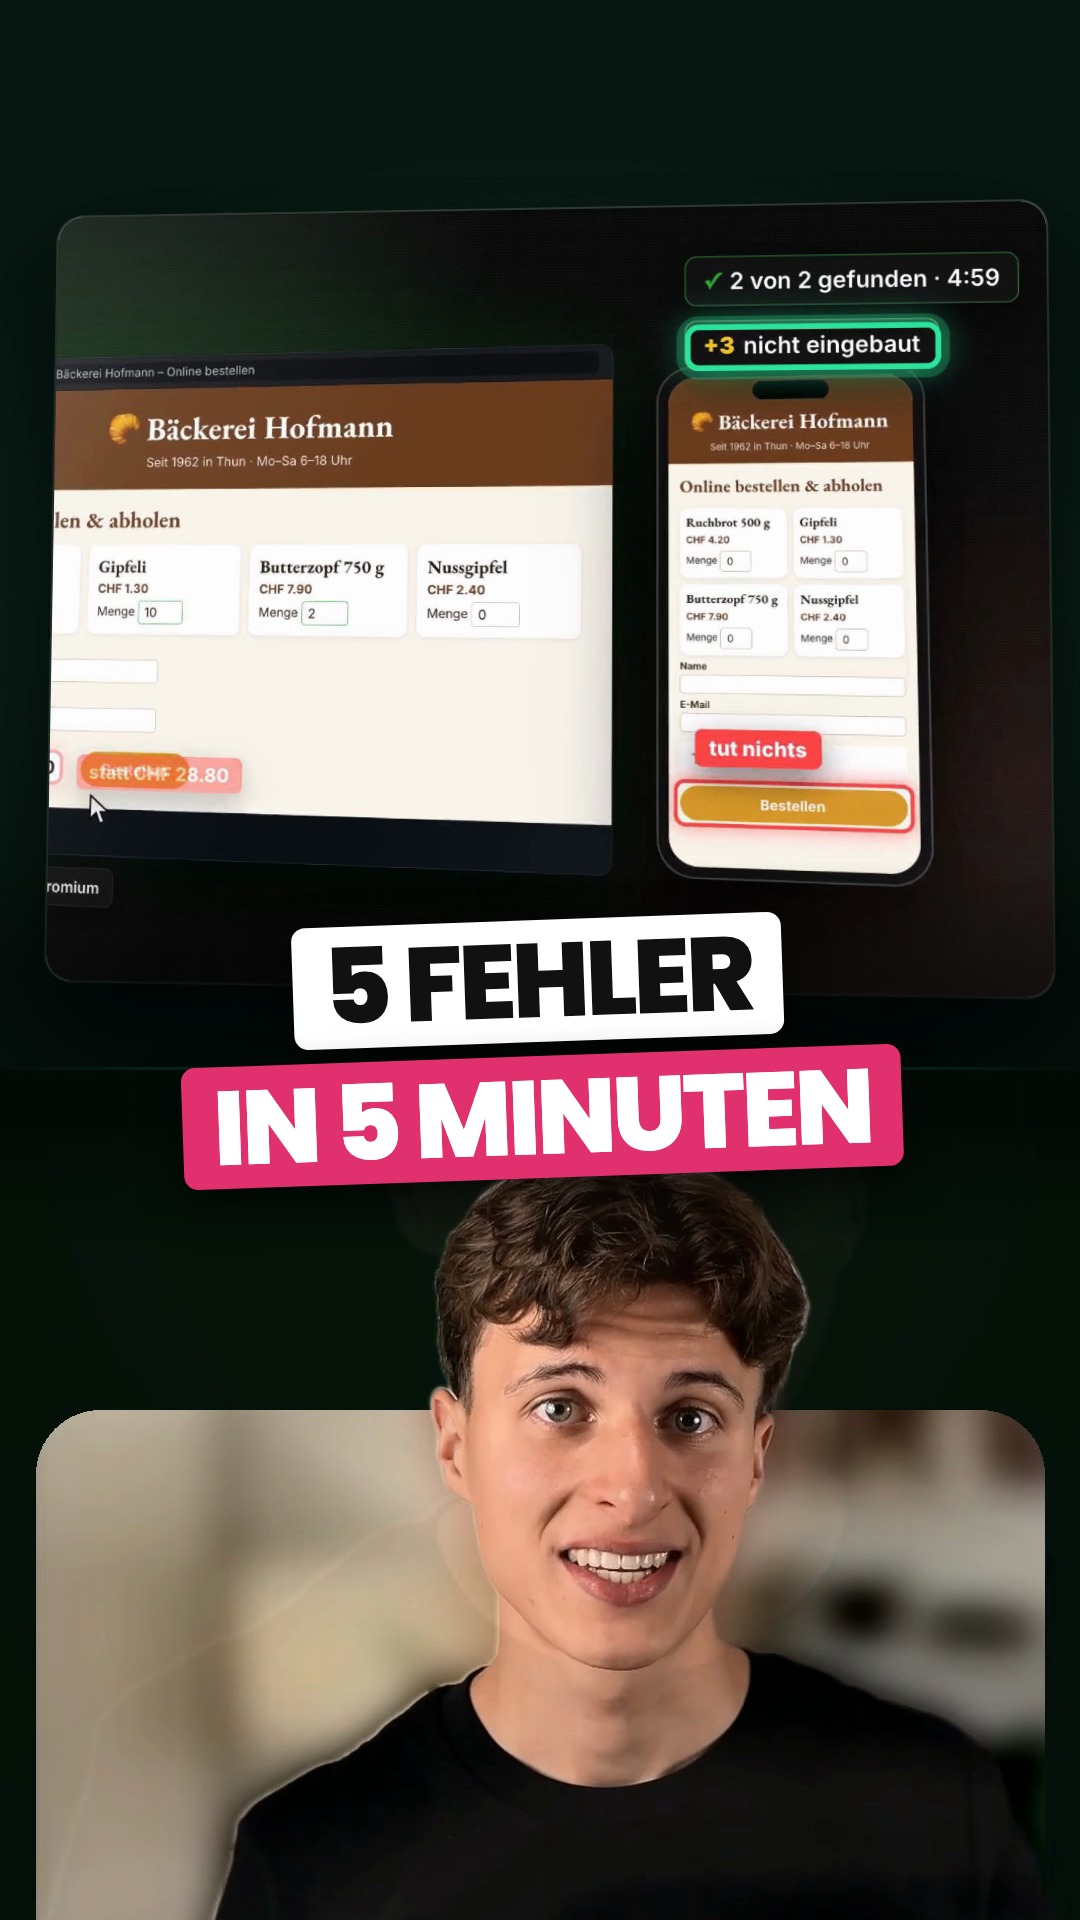 ✓ 2 von 2 gefunden · 4:59
+3 nicht eingebaut
Bäckerei Hofmann – Online bestellen
Bäckerei Hofmann
Seit 1962 in Thun · Mo–Sa 6–18 Uhr
len & abholen
Gipfeli
CHF 1.30
Menge 10
Butterzopf 750 g
CHF 7.90
Menge 2
Nussgipfel
CHF 2.40
Menge 0
statt CHF 28.80
romium
Bäckerei Hofmann
Seit 1962 in Thun · Mo–Sa 6–18 Uhr
Online bestellen & abholen
Ruchbrot 500 g
CHF 4.20
Menge 0
Gipfeli
CHF 1.30
Menge 0
Butterzopf 750 g
CHF 7.90
Menge 0
Nussgipfel
CHF 2.40
Menge 0
Name
E-Mail
tut nichts
Bestellen
5 FEHLER
IN 5 MINUTEN